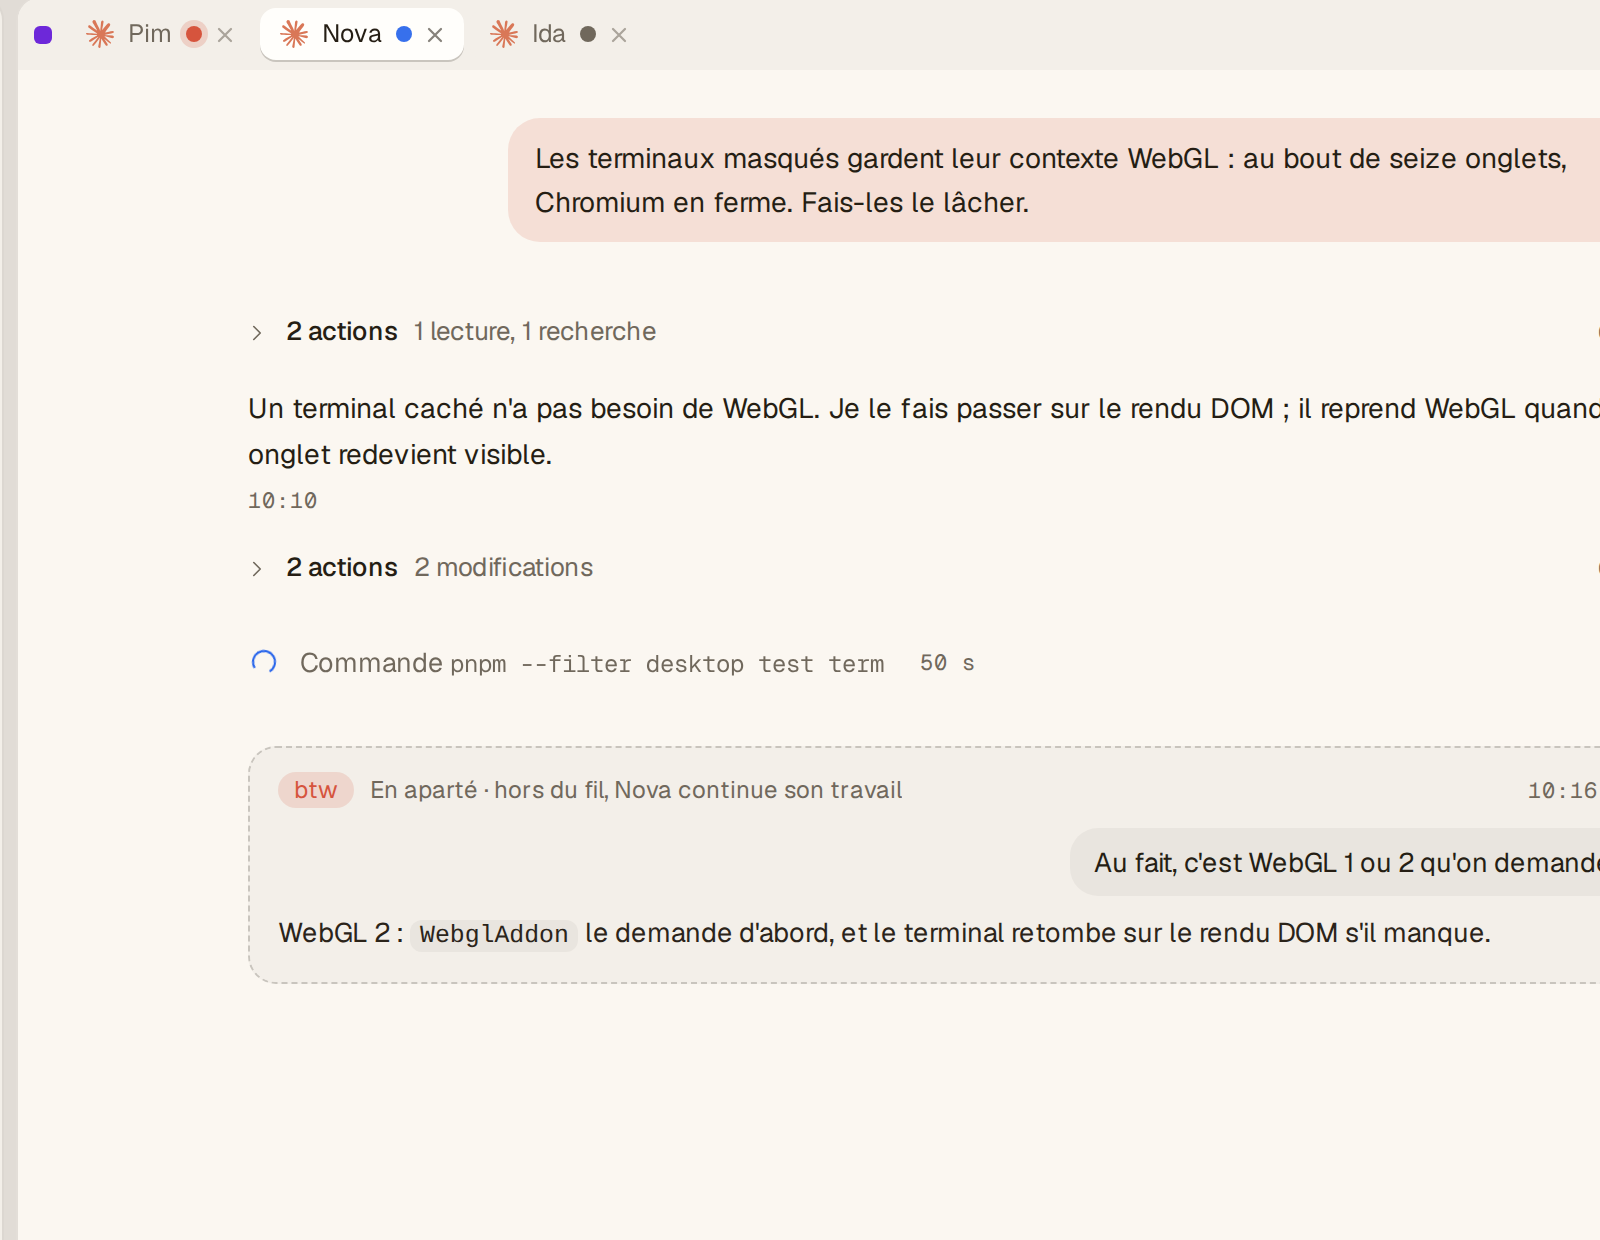 Pim
Nova
Ida
Les terminaux masqués gardent leur contexte WebGL : au bout de seize onglets,
Chromium en ferme. Fais-les le lâcher.
2 actions 1 lecture, 1 recherche
Un terminal caché n'a pas besoin de WebGL. Je le fais passer sur le rendu DOM ; il reprend WebGL quand
onglet redevient visible.
10:10
2 actions 2 modifications
Commande pnpm --filter desktop test term 50 s
btw En aparté · hors du fil, Nova continue son travail 10:16
Au fait, c'est WebGL 1 ou 2 qu'on demande
WebGL 2 : WebglAddon le demande d'abord, et le terminal retombe sur le rendu DOM s'il manque.